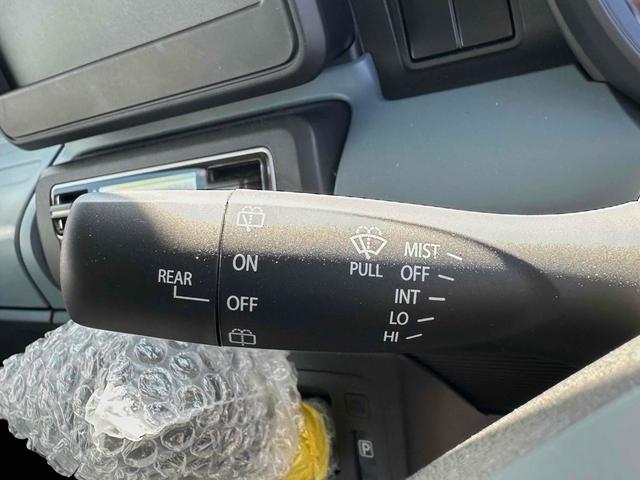 MIST
PULL OFF
ON
REAR INT
OFF LO
HI
P